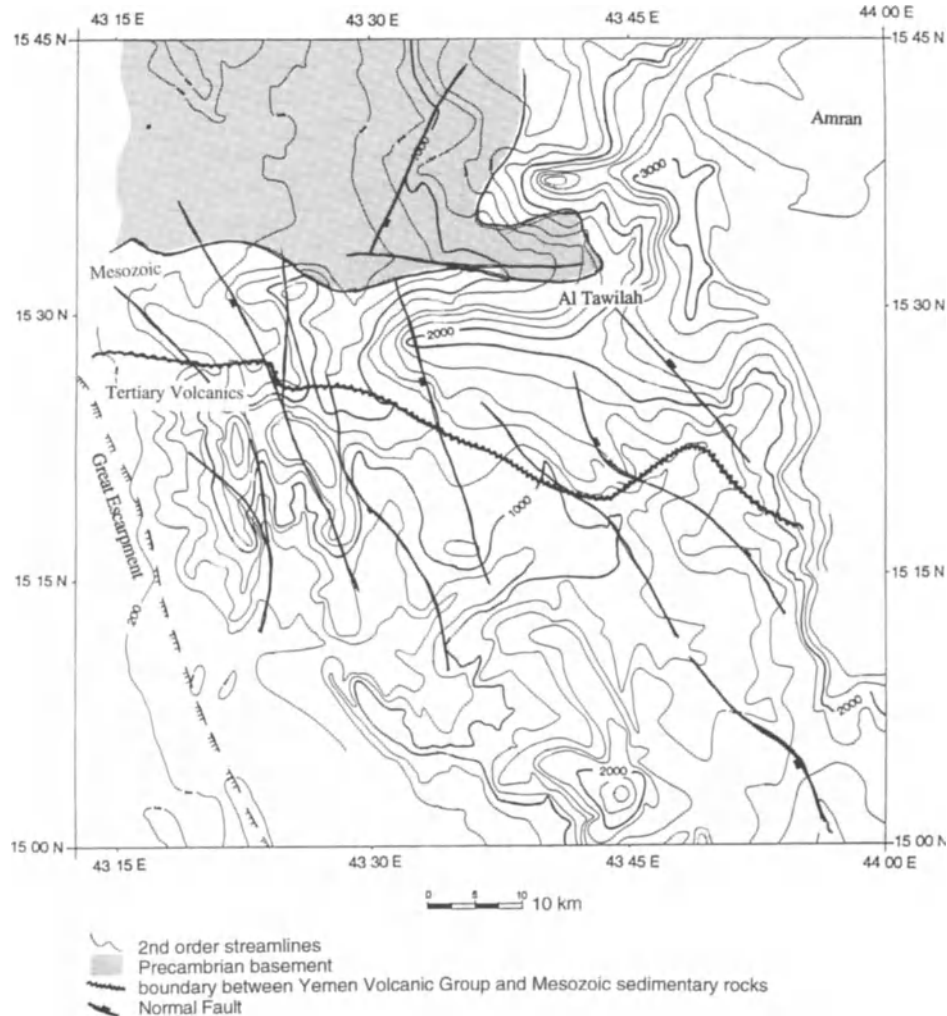 43 15 E 43 30 E 43 45 E 44 00 E
15 45 N 15 45 N
Amran
3000
Mesozoic
Al Tawilah
15 30 N 15 30 N
2000
Tertiary Volcanics
Great Escarpment
1000
15 15 N 15 15 N
200
2000
2000
15 00 N 15 00 N
43 15 E 43 30 E 43 45 E 44 00 E
0 5 10 10 km
2nd order streamlines
Precambrian basement
boundary between Yemen Volcanic Group and Mesozoic sedimentary rocks
Normal Fault